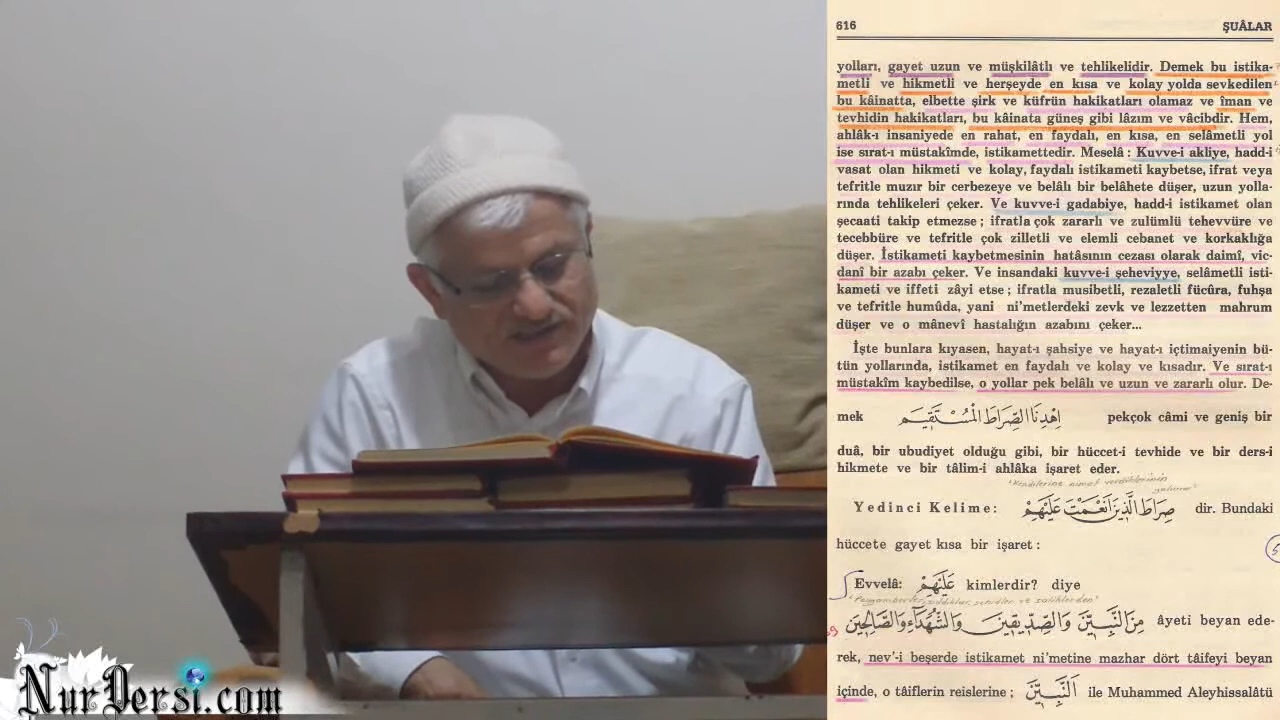 616 ŞUÂLAR
yolları, gayet uzun ve müşkilâtlı ve tehlikelidir. Demek bu istika-
metli ve hikmetli ve herşeyde en kısa ve kolay yolda sevkedilen
bu kâinatta, elbette şirk ve küfrün hakikatları olamaz ve îman ve
tevhidin hakikatları, bu kâinata güneş gibi lâzım ve vâcibdir. Hem,
ahlâk-ı insaniyede en rahat, en faydalı, en kısa, en selâmetli yol
ise sırat-ı müstakîmde, istikamettedir. Meselâ : Kuvve-i akliye, hadd-i
vasat olan hikmeti ve kolay, faydalı istikameti kaybetse, ifrat veya
tefritle muzır bir cerbezeye ve belâlı bir belâhete düşer, uzun yolla-
rında tehlikeleri çeker. Ve kuvve-i gadabiye, hadd-i istikamet olan
şecaati takip etmezse ; ifratla çok zararlı ve zulümlü tehevvüre ve
tecebbüre ve tefritle çok zilletli ve elemli cebanet ve korkaklığa
düşer. İstikameti kaybetmesinin hatâsının cezası olarak daimî, vic-
danî bir azabı çeker. Ve insandaki kuvve-i şeheviyye, selâmetli isti-
kameti ve iffeti zâyi etse ; ifratla musibetli, rezaletli fücûra, fuhşa
ve tefritle humûda, yani ni'metlerdeki zevk ve lezzetten mahrum
düşer ve o mânevî hastalığın azabını çeker...
İşte bunlara kıyasen, hayat-ı şahsiye ve hayat-ı içtimaiyenin bü-
tün yollarında, istikamet en faydalı ve kolay ve kısadır. Ve sırat-ı
müstakîm kaybedilse, o yollar pek belâlı ve uzun ve zararlı olur. De-
mek اِهْدِنَا الصِّرَاطَ الْمُسْتَقِيمَ pekçok câmi ve geniş bir
duâ, bir ubudiyet olduğu gibi, bir hüccet-i tevhide ve bir ders-i
hikmete ve bir tâlim-i ahlâka işaret eder.
"Kendilerine nimet verdiklerinin
yoluna"
Yedinci Kelime: صِرَاطَ الَّذِينَ اَنْعَمْتَ عَلَيْهِمْ dir. Bundaki
hüccete gayet kısa bir işaret :
Evvelâ: عَلَيْهِمْ kimlerdir? diye
"Peygamberler, sıddıklar, şehidler ve salihlerden"
مِنَ النَّبِيِّينَ وَالصِّدِّيقِينَ وَالشُّهَدَاءِ وَالصَّالِحِينَ âyeti beyan ede-
rek, nev'-i beşerde istikamet ni'metine mazhar dört tâifeyi beyan
içinde, o tâiflerin reislerine ; اَلنَّبِيِّينَ ile Muhammed Aleyhissalâtü
NurDersi.com